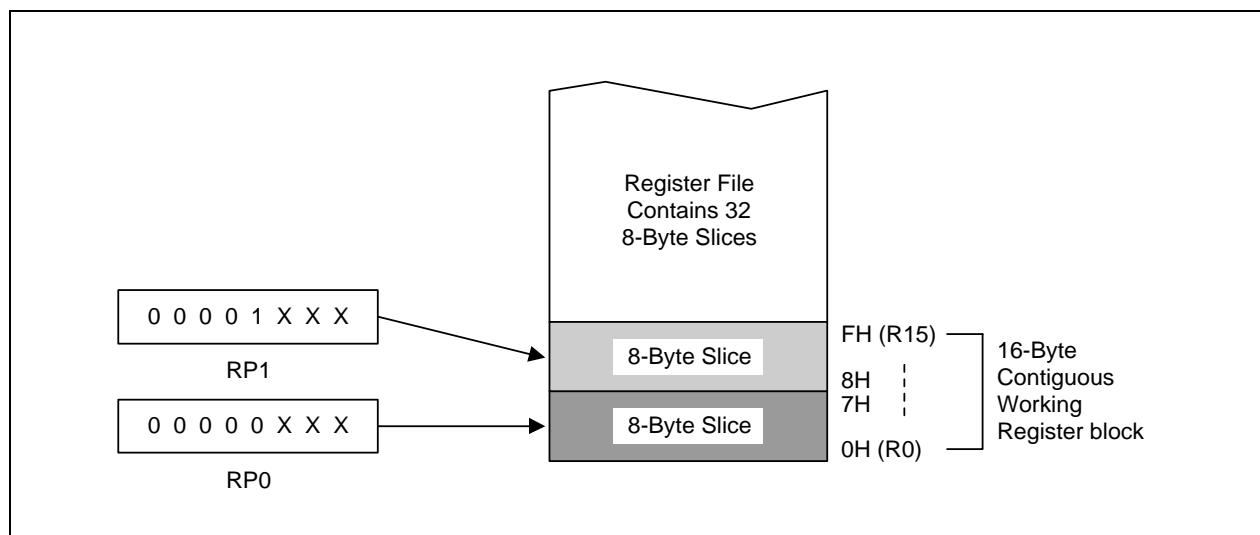 Register File
Contains 32
8-Byte Slices
0 0 0 0 1 X X X
RP1
8-Byte Slice
FH (R15)
8H
7H
16-Byte
Contiguous
Working
Register block
0 0 0 0 0 X X X
RP0
8-Byte Slice
0H (R0)